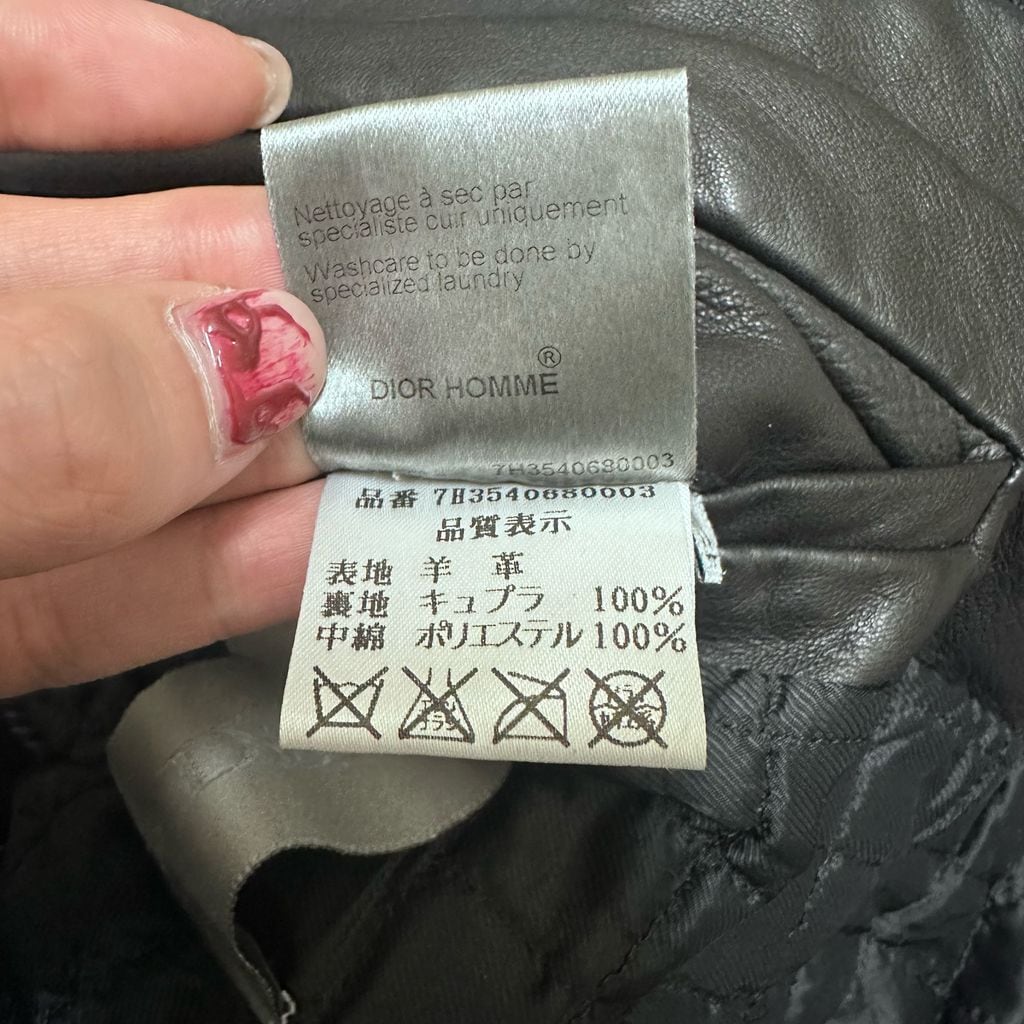 Nettoyage à sec par
specialiste cuir uniquement
Washcare to be done by
specialized laundry
DIOR HOMME®
7H3540680003
品番 7H3540680003
品質表示
表地 羊 革
裏地 キュプラ 100%
中綿 ポリエステル 100%